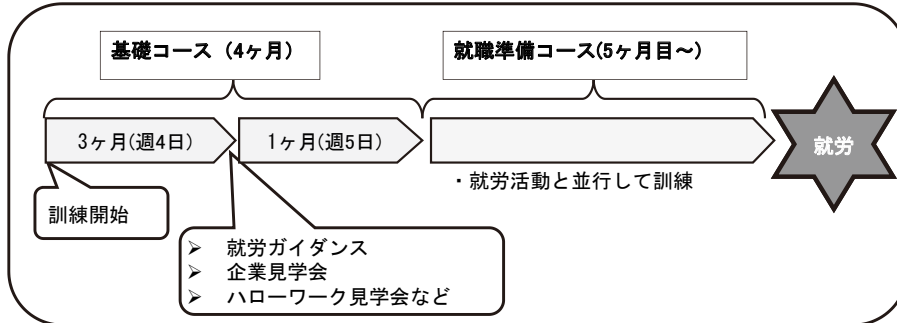 基礎コース（4ヶ月）
就職準備コース(5ヶ月目～)
3ヶ月(週4日)
1ヶ月(週5日)
就労
・就労活動と並行して訓練
訓練開始
➢ 就労ガイダンス
➢ 企業見学会
➢ ハローワーク見学会など